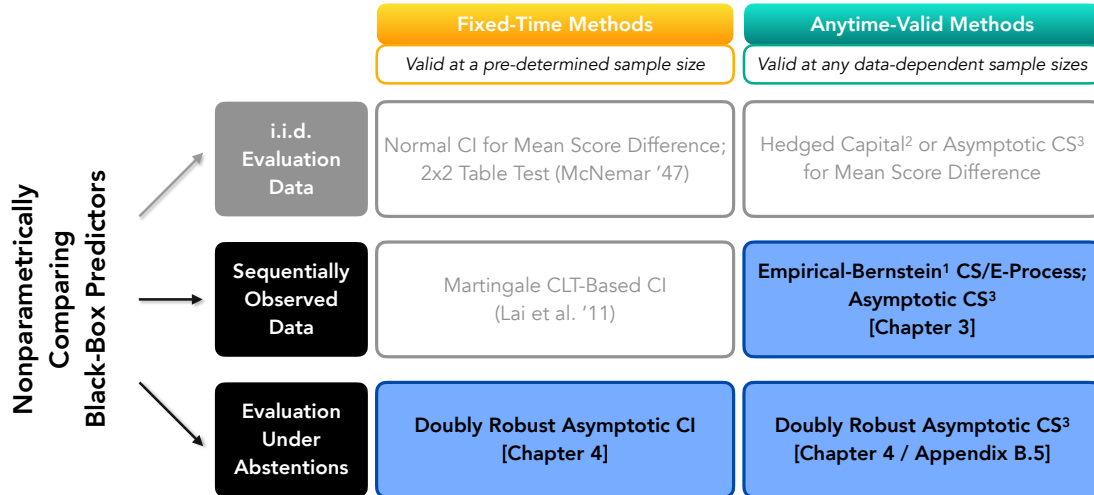 Fixed-Time Methods
Anytime-Valid Methods
Valid at a pre-determined sample size
Valid at any data-dependent sample sizes
Nonparametrically
Comparing
Black-Box Predictors
i.i.d.
Evaluation
Data
Normal CI for Mean Score Difference;
2x2 Table Test (McNemar ’47)
Hedged Capital² or Asymptotic CS³
for Mean Score Difference
Sequentially
Observed
Data
Martingale CLT-Based CI
(Lai et al. ’11)
Empirical-Bernstein¹ CS/E-Process;
Asymptotic CS³
[Chapter 3]
Evaluation
Under
Abstentions
Doubly Robust Asymptotic CI
[Chapter 4]
Doubly Robust Asymptotic CS³
[Chapter 4 / Appendix B.5]